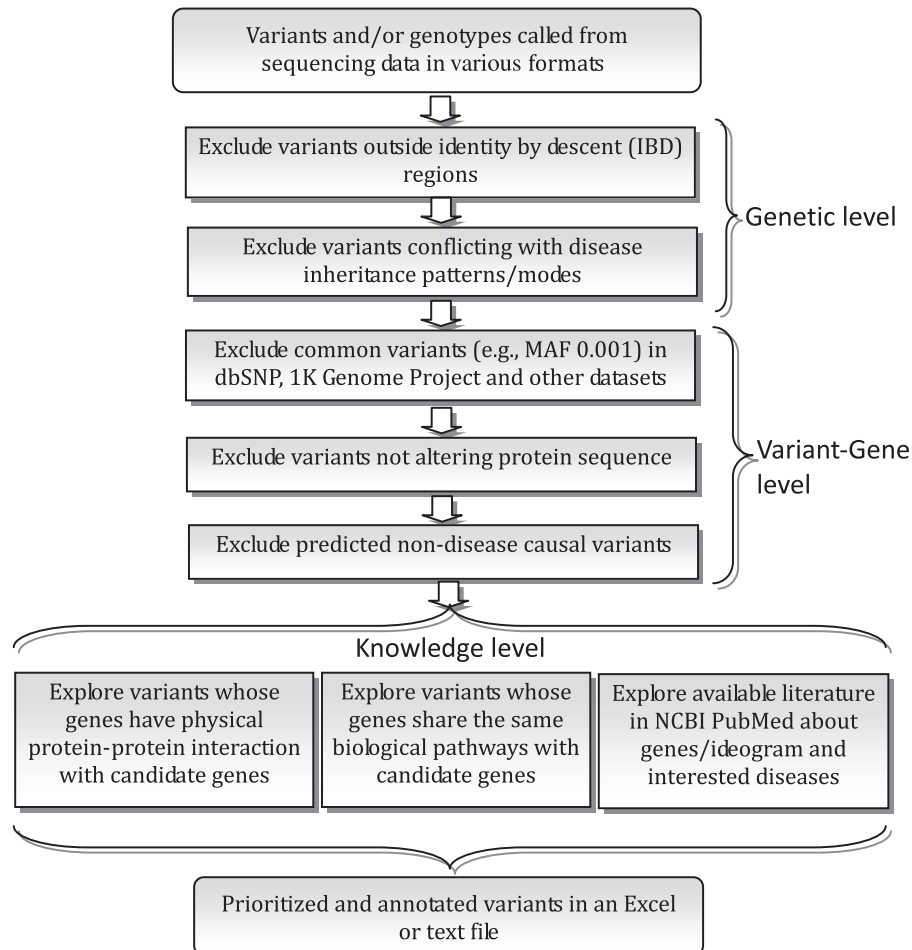 Variants and/or genotypes called from
sequencing data in various formats
Exclude variants outside identity by descent (IBD)
regions
Genetic level
Exclude variants conflicting with disease
inheritance patterns/modes
Exclude common variants (e.g., MAF 0.001) in
dbSNP, 1K Genome Project and other datasets
Exclude variants not altering protein sequence
Variant-Gene
level
Exclude predicted non-disease causal variants
Knowledge level
Explore variants whose
genes have physical
protein-protein interaction
with candidate genes
Explore variants whose
genes share the same
biological pathways with
candidate genes
Explore available literature
in NCBI PubMed about
genes/ideogram and
interested diseases
Prioritized and annotated variants in an Excel
or text file